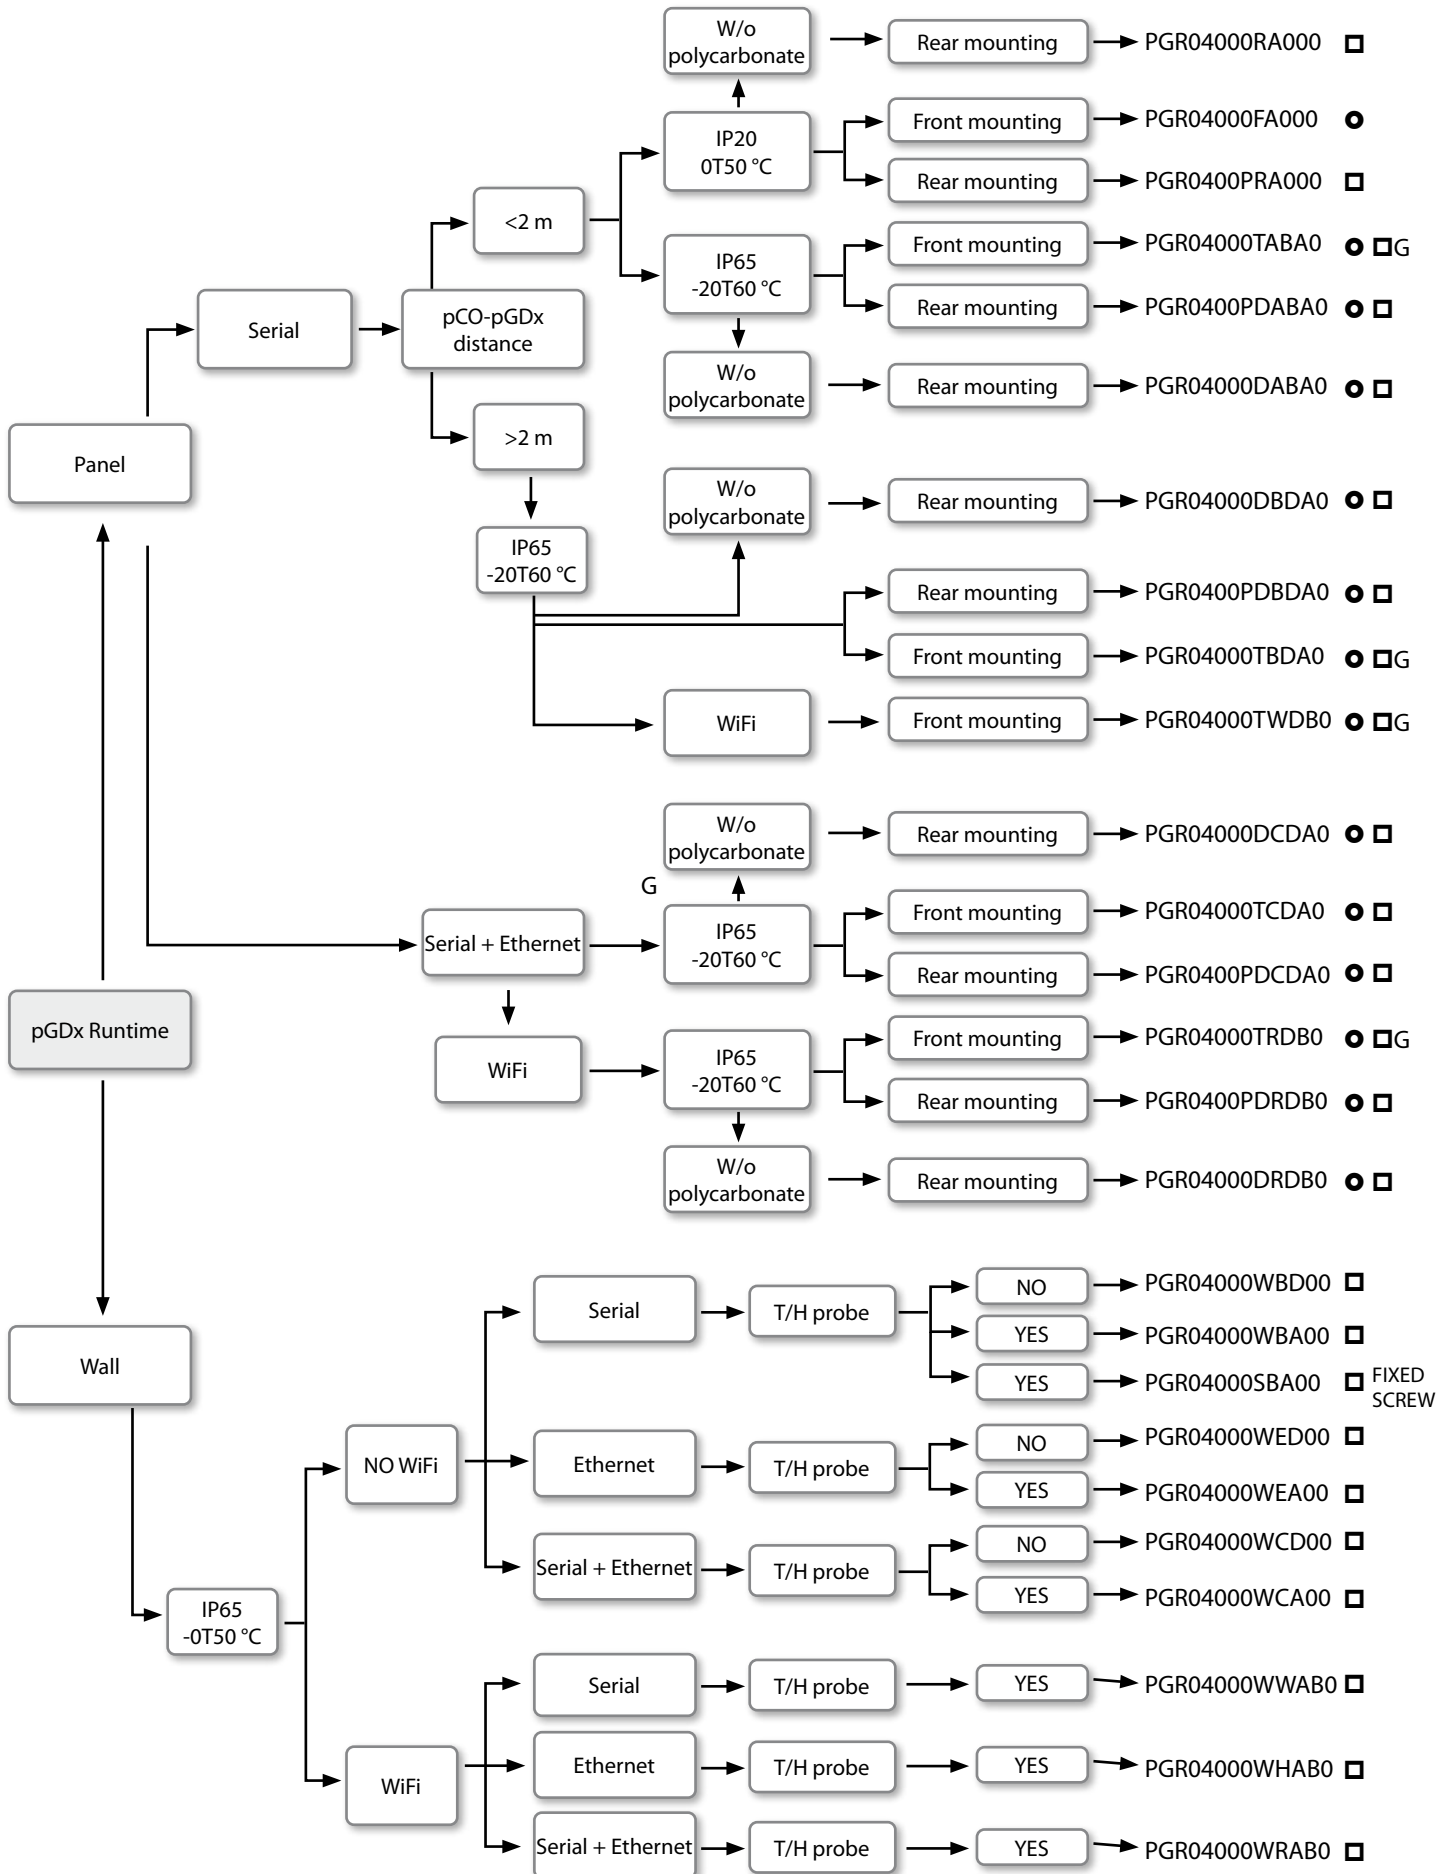 W/o
polycarbonate
Rear mounting
PGR04000RA000
IP20
0T50 °C
Front mounting
PGR04000FA000
Rear mounting
PGR0400PRA000
<2 m
IP65
-20T60 °C
Front mounting
PGR04000TABA0
G
Rear mounting
PGR0400PDABA0
Serial
pCO-pGDx
distance
W/o
polycarbonate
Rear mounting
PGR04000DABA0
Panel
>2 m
W/o
polycarbonate
Rear mounting
PGR04000DBDA0
IP65
-20T60 °C
Rear mounting
PGR0400PDBDA0
Front mounting
PGR04000TBDA0
G
WiFi
Front mounting
PGR04000TWDB0
G
W/o
polycarbonate
Rear mounting
PGR04000DCDA0
G
Serial + Ethernet
IP65
-20T60 °C
Front mounting
PGR04000TCDA0
Rear mounting
PGR0400PDCDA0
pGDx Runtime
WiFi
IP65
-20T60 °C
Front mounting
PGR04000TRDB0
G
Rear mounting
PGR0400PDRDB0
W/o
polycarbonate
Rear mounting
PGR04000DRDB0
Wall
Serial
T/H probe
NO
PGR04000WBD00
YES
PGR04000WBA00
YES
PGR04000SBA00
FIXED
SCREW
NO WiFi
Ethernet
T/H probe
NO
PGR04000WED00
YES
PGR04000WEA00
Serial + Ethernet
T/H probe
NO
PGR04000WCD00
YES
PGR04000WCA00
IP65
-0T50 °C
Serial
T/H probe
YES
PGR04000WWAB0
WiFi
Ethernet
T/H probe
YES
PGR04000WHAB0
Serial + Ethernet
T/H probe
YES
PGR04000WRAB0